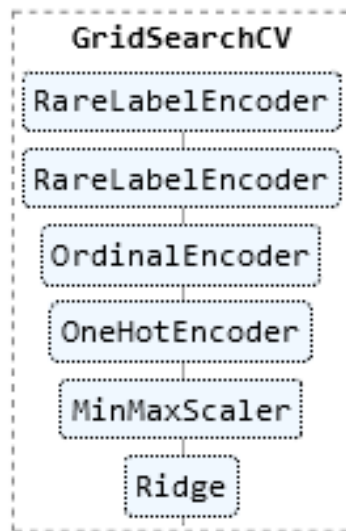 GridSearchCV
RareLabelEncoder
RareLabelEncoder
OrdinalEncoder
OneHotEncoder
MinMaxScaler
Ridge